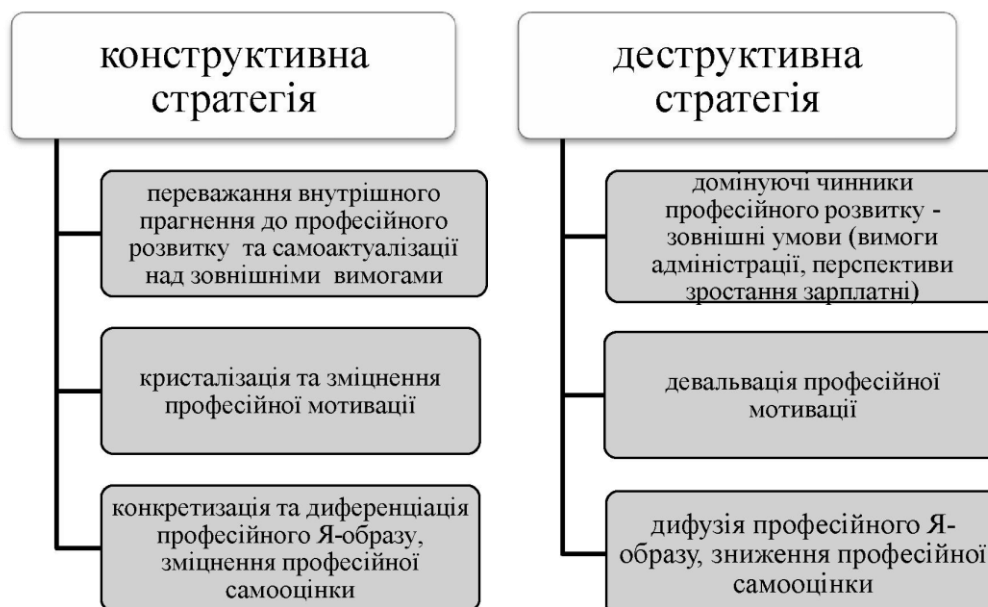 конструктивна
стратегія
переважання внутрішного
прагнення до професійного
розвитку та самоактуалізації
над зовнішніми вимогами
кристалізація та зміцнення
професійної мотивації
конкретизація та диференціація
професійного Я-образу,
зміцнення професійної
самооцінки
деструктивна
стратегія
домінуючі чинники
професійного розвитку -
зовнішні умови (вимоги
адміністрації, перспективи
зростання зарплатні)
девальвація професійної
мотивації
дифузія професійного Я-
образу, зниження професійної
самооцінки